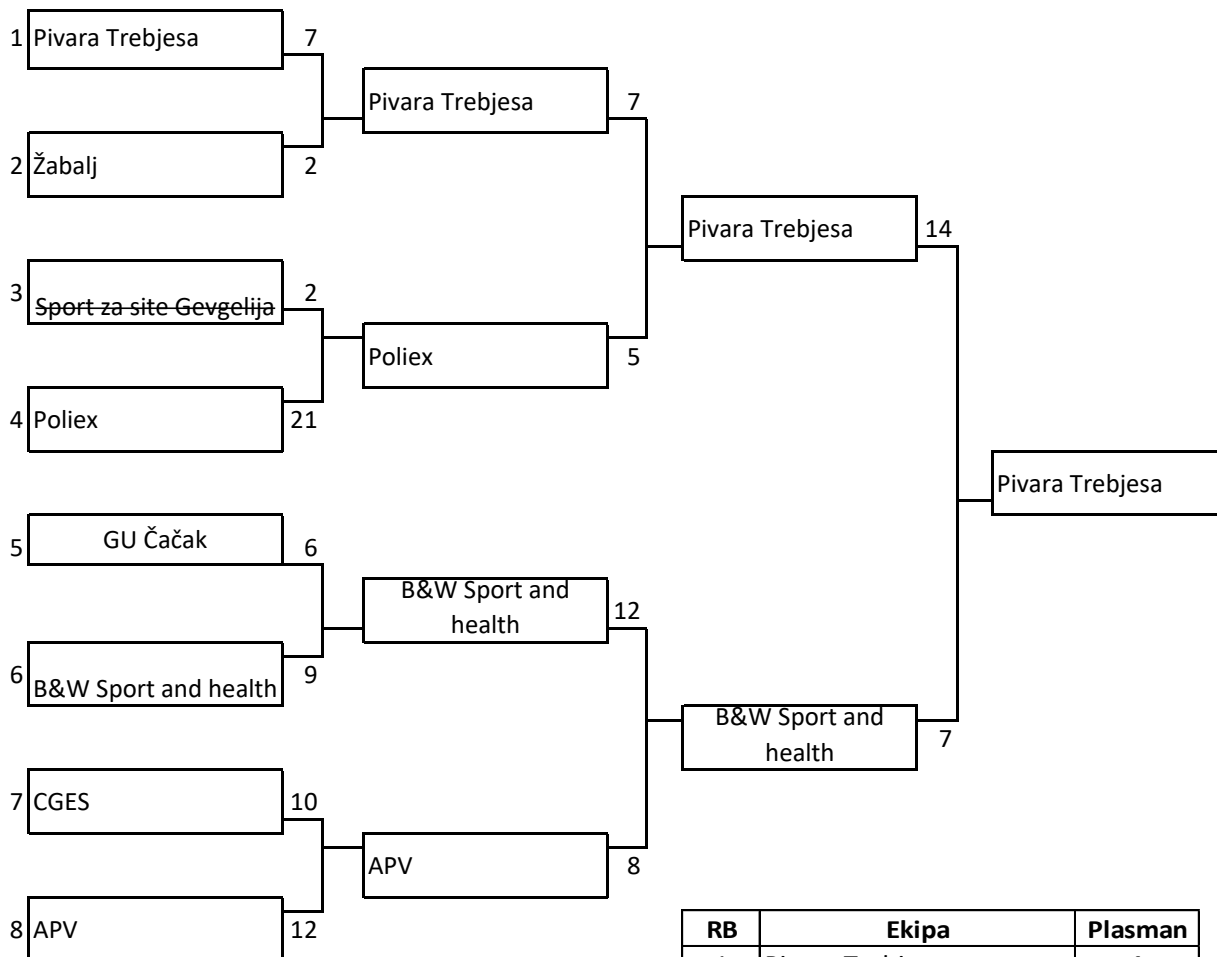 1 Pivara Trebjesa 7
Pivara Trebjesa 7
2 Žabalj 2
Pivara Trebjesa 14
3 Sport za site Gevgelija 2
Poliex 5
4 Poliex 21
Pivara Trebjesa
5 GU Čačak 6
B&W Sport and
health
12
6 B&W Sport and health 9
B&W Sport and
health
7
7 CGES 10
APV 8
8 APV 12
RB Ekipa Plasman